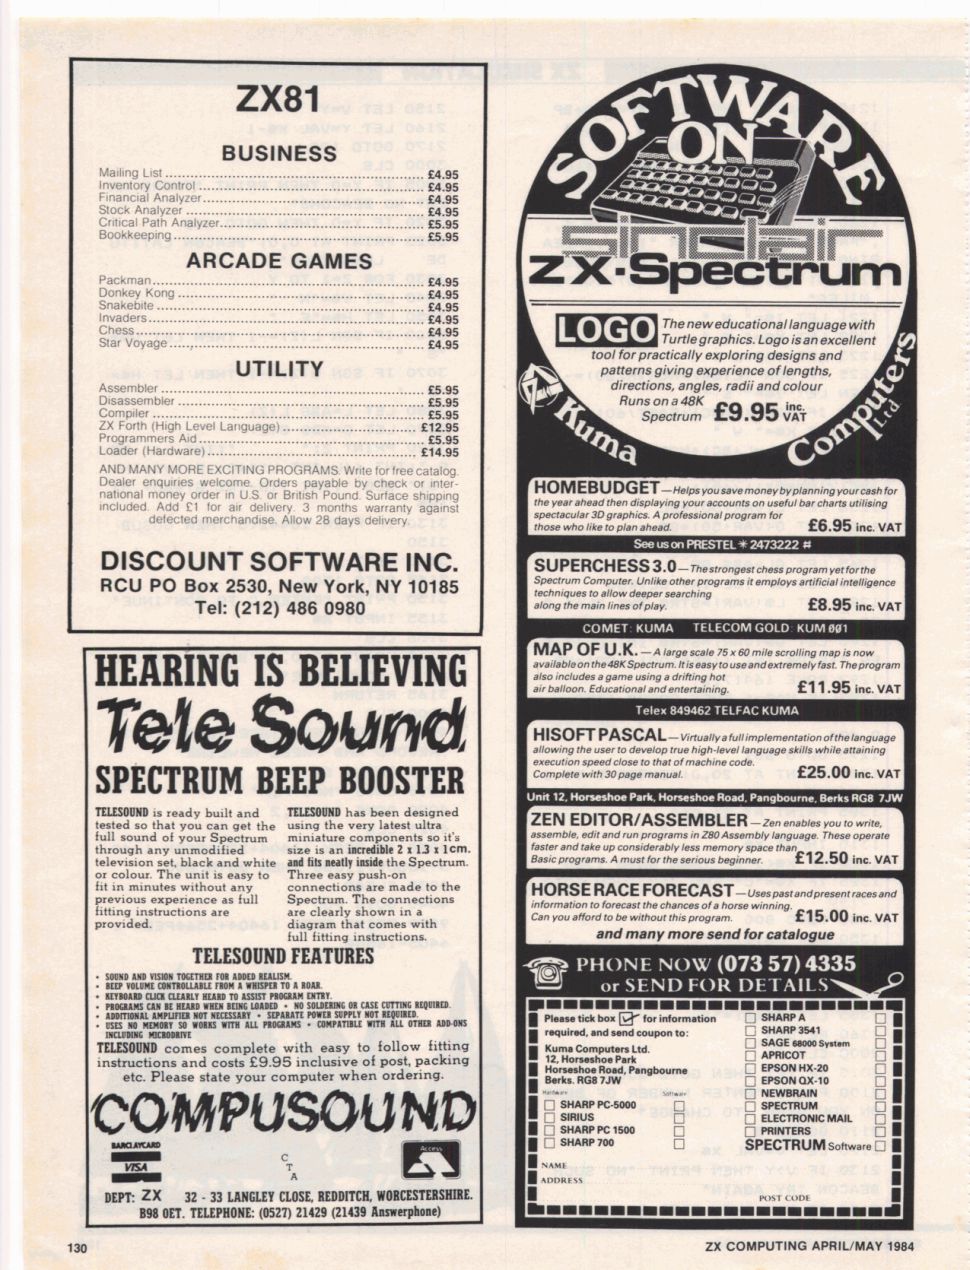 ZX81
BUSINESS
Mailing List £4.95
Inventory Control £4.95
Financial Analyzer £4.95
Stock Analyzer £4.95
Critical Path Analyzer £5.95
Bookkeeping £5.95
ARCADE GAMES
Packman £4.95
Donkey Kong £4.95
Snakebite £4.95
Invaders £4.95
Chess £4.95
Star Voyage £4.95
UTILITY
Assembler £5.95
Disassembler £5.95
Compiler £5.95
ZX Forth (High Level Language) £12.95
Programmers Aid £5.95
Loader (Hardware) £14.95
AND MANY MORE EXCITING PROGRAMS. Write for free catalog.
Dealer enquiries welcome. Orders payable by check or inter-
national money order in U.S. or British Pound. Surface shipping
included. Add £1 for air delivery. 3 months warranty against
defected merchandise. Allow 28 days delivery.
DISCOUNT SOFTWARE INC.
RCU PO Box 2530, New York, NY 10185
Tel: (212) 486 0980
HEARING IS BELIEVING
Tele Sound
SPECTRUM BEEP BOOSTER
TELESOUND is ready built and
tested so that you can get the
full sound of your Spectrum
through any unmodified
television set, black and white
or colour. The unit is easy to
fit in minutes without any
previous experience as full
fitting instructions are
provided.
TELESOUND has been designed
using the very latest ultra
miniature components so it's
size is an incredible 2 x 1.3 x 1cm.
and fits neatly inside the Spectrum.
Three easy push-on
connections are made to the
Spectrum. The connections
are clearly shown in a
diagram that comes with
full fitting instructions.
TELESOUND FEATURES
• SOUND AND VISION TOGETHER FOR ADDED REALISM.
• BEEP VOLUME CONTROLLABLE FROM A WHISPER TO A ROAR.
• KEYBOARD CLICK CLEARLY HEARD TO ASSIST PROGRAM ENTRY.
• PROGRAMS CAN BE HEARD WHEN BEING LOADED • NO SOLDERING OR CASE CUTTING REQUIRED.
• ADDITIONAL AMPLIFIER NOT NECESSARY • SEPARATE POWER SUPPLY NOT REQUIRED.
• USES NO MEMORY SO WORKS WITH ALL PROGRAMS • COMPATIBLE WITH ALL OTHER ADD-ONS
INCLUDING MICRODRIVE
TELESOUND comes complete with easy to follow fitting
instructions and costs £9.95 inclusive of post, packing
etc. Please state your computer when ordering.
COMPUSOUND
BARCLAYCARD
VISA
C
T
A
Access
DEPT: ZX 32 - 33 LANGLEY CLOSE, REDDITCH, WORCESTERSHIRE.
B98 OET. TELEPHONE: (0527) 21429 (21439 Answerphone)
SOFTWARE
ON
sinclair
ZX·Spectrum
LOGO The new educational language with
Turtle graphics. Logo is an excellent
tool for practically exploring designs and
patterns giving experience of lengths,
directions, angles, radii and colour
Runs on a 48K
Spectrum £9.95 inc. VAT
Kuma Computers Ltd.
HOMEBUDGET — Helps you save money by planning your cash for
the year ahead then displaying your accounts on useful bar charts utilising
spectacular 3D graphics. A professional program for
those who like to plan ahead. £6.95 inc. VAT
See us on PRESTEL ✳ 2473222 #
SUPERCHESS 3.0 — The strongest chess program yet for the
Spectrum Computer. Unlike other programs it employs artificial intelligence
techniques to allow deeper searching
along the main lines of play. £8.95 inc. VAT
COMET: KUMA TELECOM GOLD: KUM 001
MAP OF U.K. — A large scale 75 x 60 mile scrolling map is now
available on the 48K Spectrum. It is easy to use and extremely fast. The program
also includes a game using a drifting hot
air balloon. Educational and entertaining. £11.95 inc. VAT
Telex 849462 TELFAC KUMA
HISOFT PASCAL — Virtually a full implementation of the language
allowing the user to develop true high-level language skills while attaining
execution speed close to that of machine code.
Complete with 30 page manual. £25.00 inc. VAT
Unit 12, Horseshoe Park, Horseshoe Road, Pangbourne, Berks RG8 7JW
ZEN EDITOR/ASSEMBLER — Zen enables you to write,
assemble, edit and run programs in Z80 Assembly language. These operate
faster and take up considerably less memory space than
Basic programs. A must for the serious beginner. £12.50 inc. VAT
HORSE RACE FORECAST — Uses past and present races and
information to forecast the chances of a horse winning.
Can you afford to be without this program. £15.00 inc. VAT
and many more send for catalogue
PHONE NOW (073 57) 4335
or SEND FOR DETAILS
Please tick box for information
required, and send coupon to:
Kuma Computers Ltd.
12, Horseshoe Park
Horseshoe Road, Pangbourne
Berks. RG8 7JW
Hardware Software
SHARP PC-5000
SIRIUS
SHARP PC 1500
SHARP 700
SHARP A
SHARP 3541
SAGE 68000 System
APRICOT
EPSON HX-20
EPSON QX-10
NEWBRAIN
SPECTRUM
ELECTRONIC MAIL
PRINTERS
SPECTRUM Software
NAME
ADDRESS
POST CODE
130
ZX COMPUTING APRIL/MAY 1984